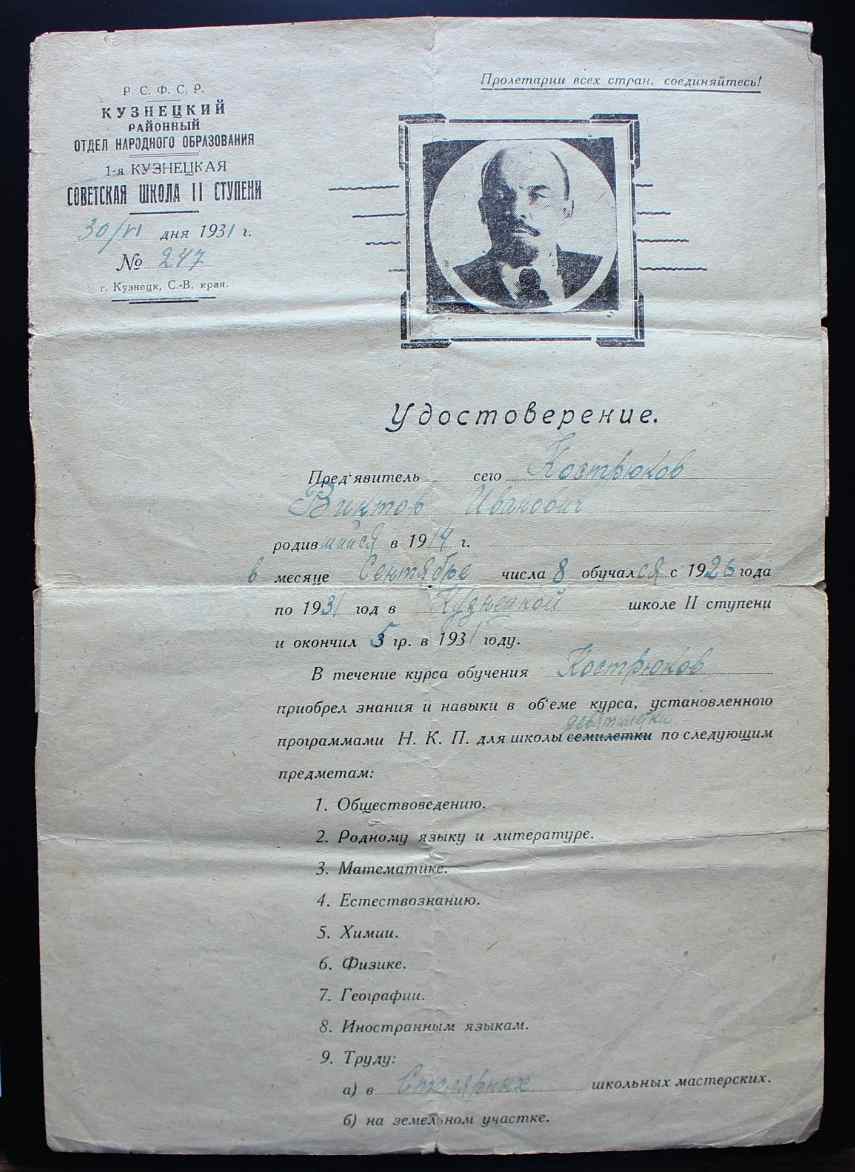 Р. С. Ф. С. Р.
КУЗНЕЦКИЙ
РАЙОННЫЙ
ОТДЕЛ НАРОДНОГО ОБРАЗОВАНИЯ
1-я КУЗНЕЦКАЯ
СОВЕТСКАЯ ШКОЛА II СТУПЕНИ
30/VI дня 1931 г.
№ 247
г. Кузнецк, С.-В. края.
Пролетарии всех стран, соединяйтесь!
Удостоверение.
Пред'явитель сего Кострюков
Виктор Иванович
родившийся в 1914 г.
в месяце Сентябре числа 8 обучался с 1926 года
по 1931 год в Кузнецкой школе II ступени
и окончил 5 гр. в 1931 году.
В течение курса обучения Кострюков
приобрел знания и навыки в об'еме курса, установленного
девятилетки
программами Н. К. П. для школы семилетки по следующим
предметам:
1. Обществоведению.
2. Родному языку и литературе.
3. Математике.
4. Естествознанию.
5. Химии.
6. Физике.
7. Географии.
8. Иностранным языкам.
9. Труду:
а) в Столярных школьных мастерских.
б) на земельном участке.